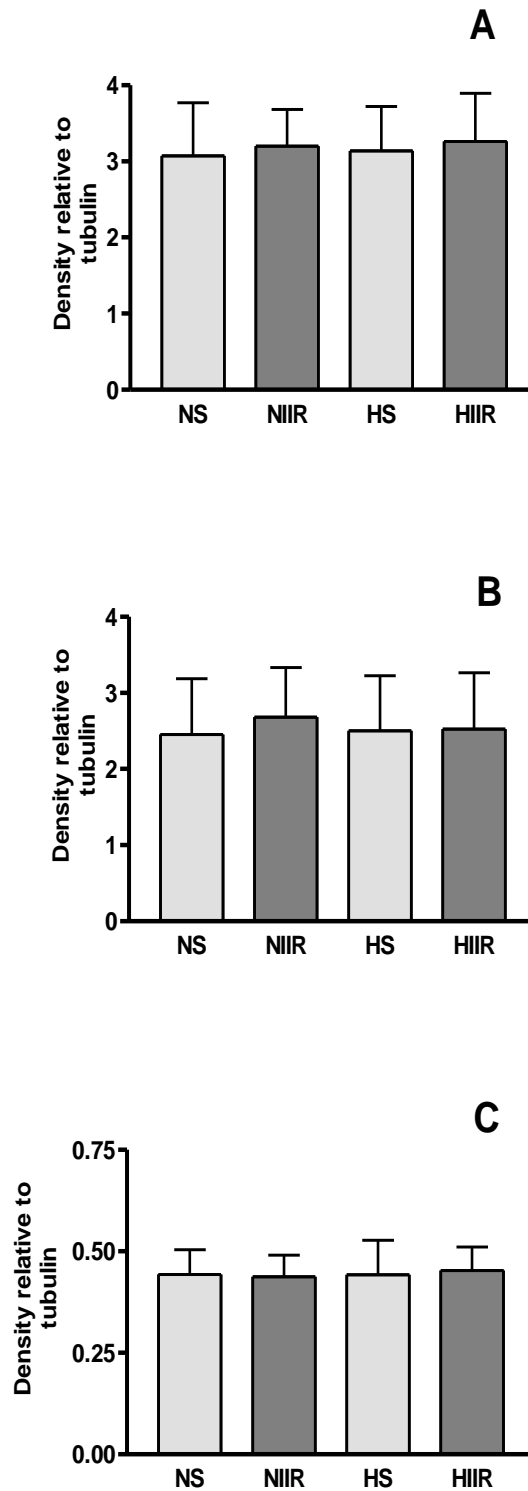 A
Density relative to
tubulin
4
3
2
1
0
NS NIIR HS HIIR
B
Density relative to
tubulin
4
3
2
1
0
NS NIIR HS HIIR
C
Density relative to
tubulin
0.75
0.50
0.25
0.00
NS NIIR HS HIIR